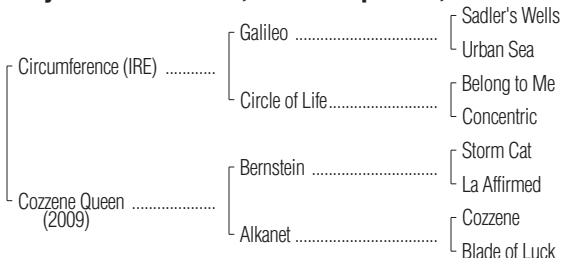 Sadler's Wells
Galileo ................................
Urban Sea
Circumference (IRE) ............
Belong to Me
Circle of Life.........................
Concentric
Storm Cat
Bernstein .............................
La Affirmed
Cozzene Queen ....................
(2009)
Cozzene
Alkanet .................................
Blade of Luck